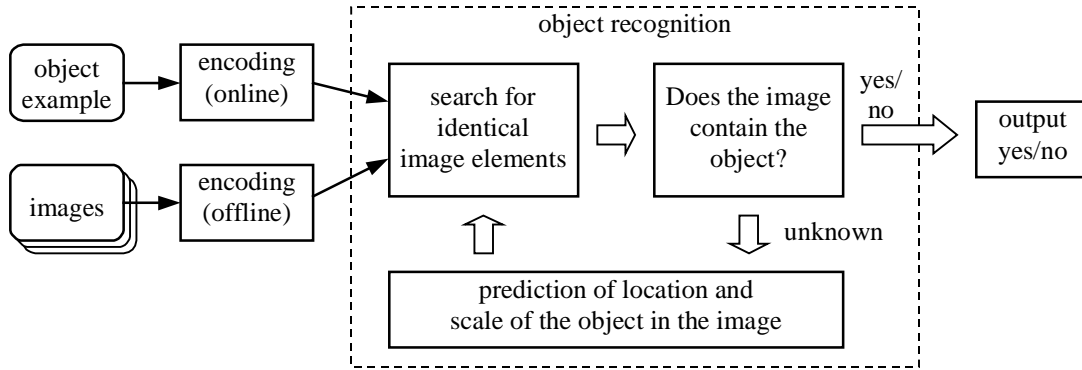 object recognition
object
example
encoding
(online)
search for
identical
image elements
Does the image
contain the
object?
yes/
no
output
yes/no
images
encoding
(offline)
unknown
prediction of location and
scale of the object in the image